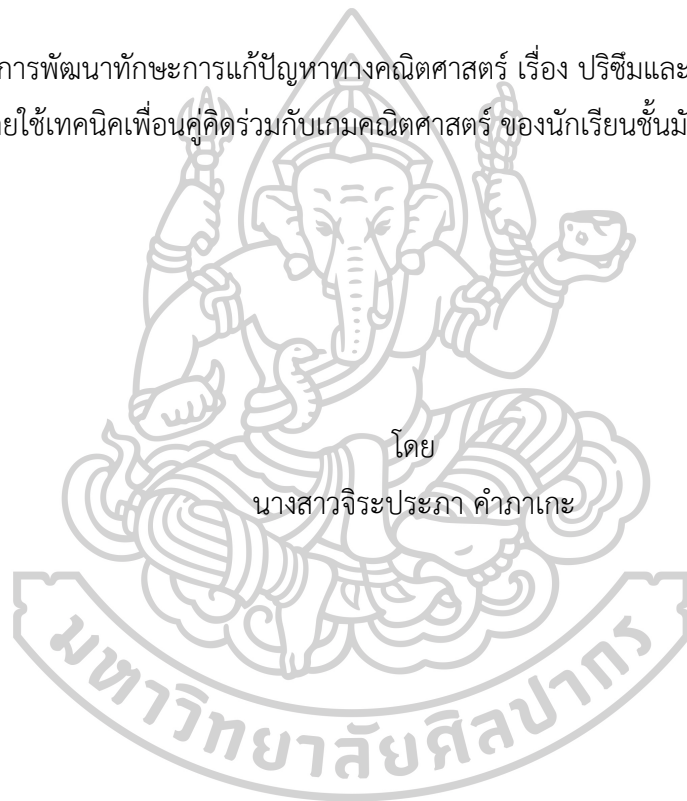 การพัฒนาทักษะการแก้ปัญหาทางคณิตศาสตร์ เรื่อง ปริซึมและ
ใช้เทคนิคเพื่อนคู่คิดร่วมกับเกมคณิตศาสตร์ ของนักเรียนชั้น
โดย
นางสาวจิระประภา คำภาเกะ
มหาวิทยาลัยศิลปากร